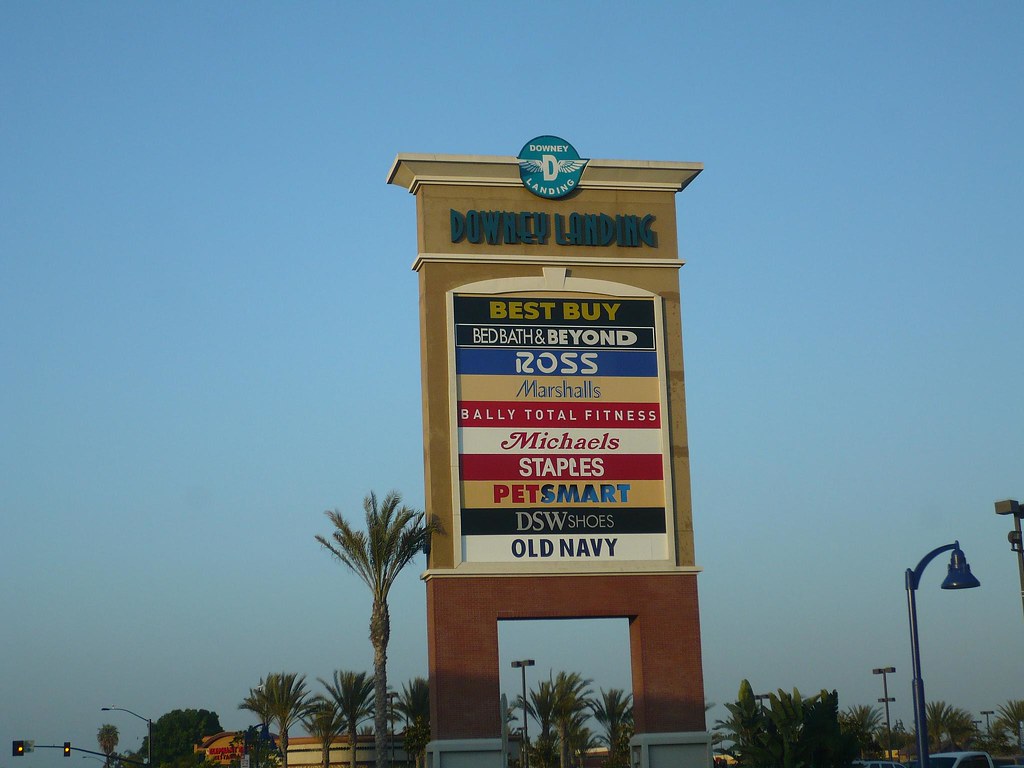 DOWNEY
D
LANDING
DOWNEY LANDING
BEST BUY
BED BATH & BEYOND
ROSS
Marshalls
BALLY TOTAL FITNESS
Michaels
STAPLES
PETSMART
DSW SHOES
OLD NAVY